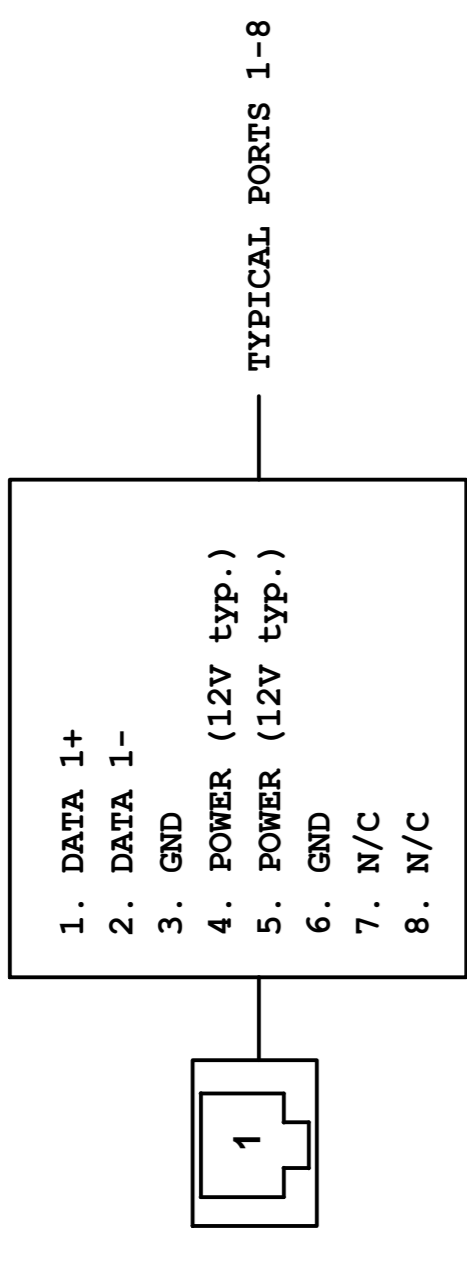 1
1. DATA 1+
2. DATA 1-
3. GND
4. POWER (12V typ.)
5. POWER (12V typ.)
6. GND
7. N/C
8. N/C
TYPICAL PORTS 1-8